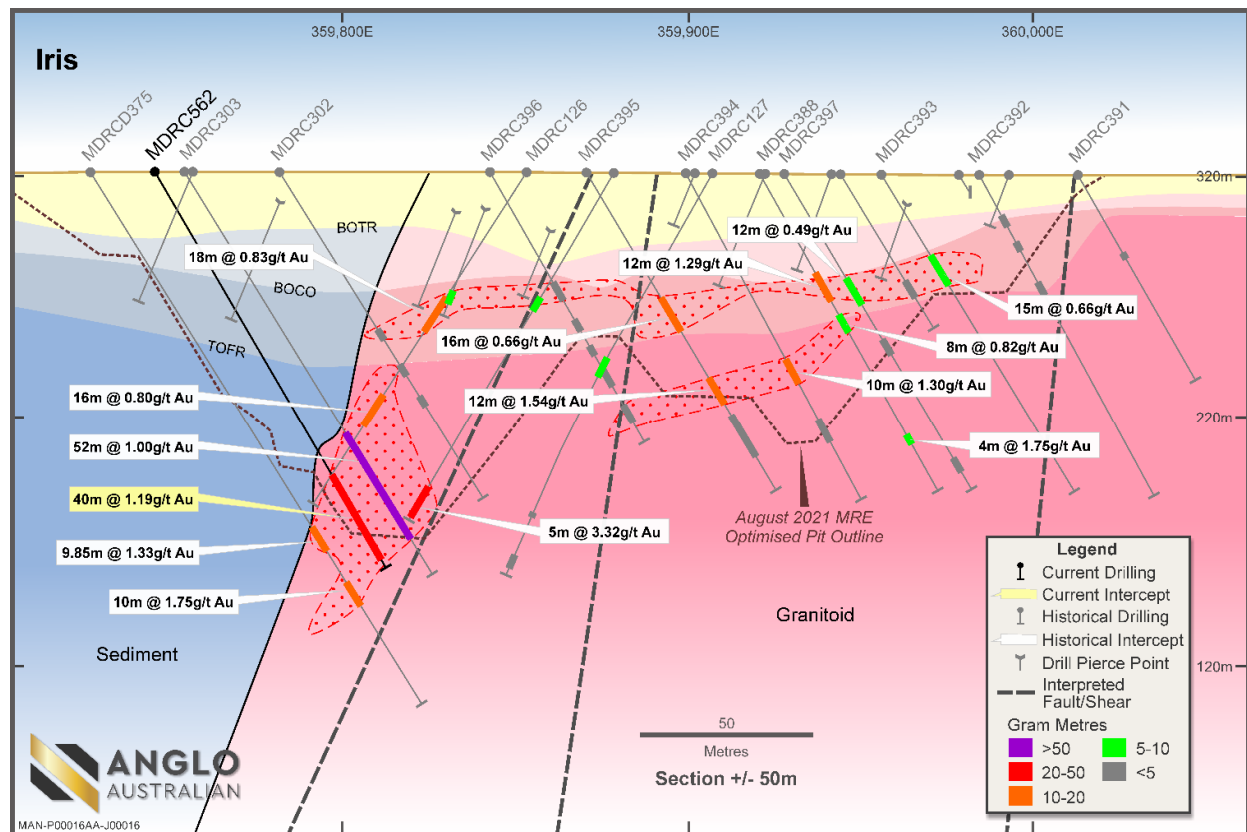 359,800E
359,900E
360,000E
Iris
MDRCD375
MDRC562
MDRC303
MDRC302
MDRC396
MDRC126
MDRC395
MDRC394
MDRC127
MDRC388
MDRC397
MDRC393
MDRC392
MDRC391
320m
BOTR
12m @ 0.49g/t Au
18m @ 0.83g/t Au
12m @ 1.29g/t Au
BOCO
15m @ 0.66g/t Au
16m @ 0.66g/t Au
8m @ 0.82g/t Au
TOFR
10m @ 1.30g/t Au
16m @ 0.80g/t Au
12m @ 1.54g/t Au
220m
52m @ 1.00g/t Au
4m @ 1.75g/t Au
40m @ 1.19g/t Au
August 2021 MRE
Optimised Pit Outline
5m @ 3.32g/t Au
9.85m @ 1.33g/t Au
10m @ 1.75g/t Au
Granitoid
Sediment
120m
Legend
Current Drilling
Current Intercept
Historical Drilling
Historical Intercept
Drill Pierce Point
Interpreted
Fault/Shear
Gram Metres
>50
5-10
20-50
<5
10-20
50
Metres
Section +/- 50m
ANGLO
AUSTRALIAN
MAN-P00016AA-J00016